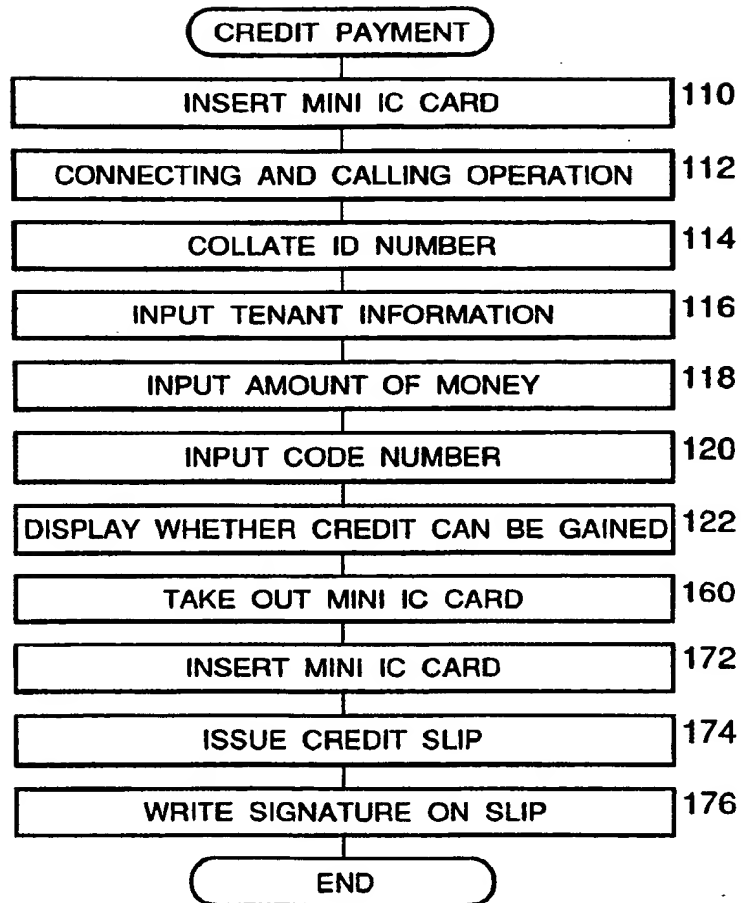 CREDIT PAYMENT
INSERT MINI IC CARD 110
CONNECTING AND CALLING OPERATION 112
COLLATE ID NUMBER 114
INPUT TENANT INFORMATION 116
INPUT AMOUNT OF MONEY 118
INPUT CODE NUMBER 120
DISPLAY WHETHER CREDIT CAN BE GAINED 122
TAKE OUT MINI IC CARD 160
INSERT MINI IC CARD 172
ISSUE CREDIT SLIP 174
WRITE SIGNATURE ON SLIP 176
END